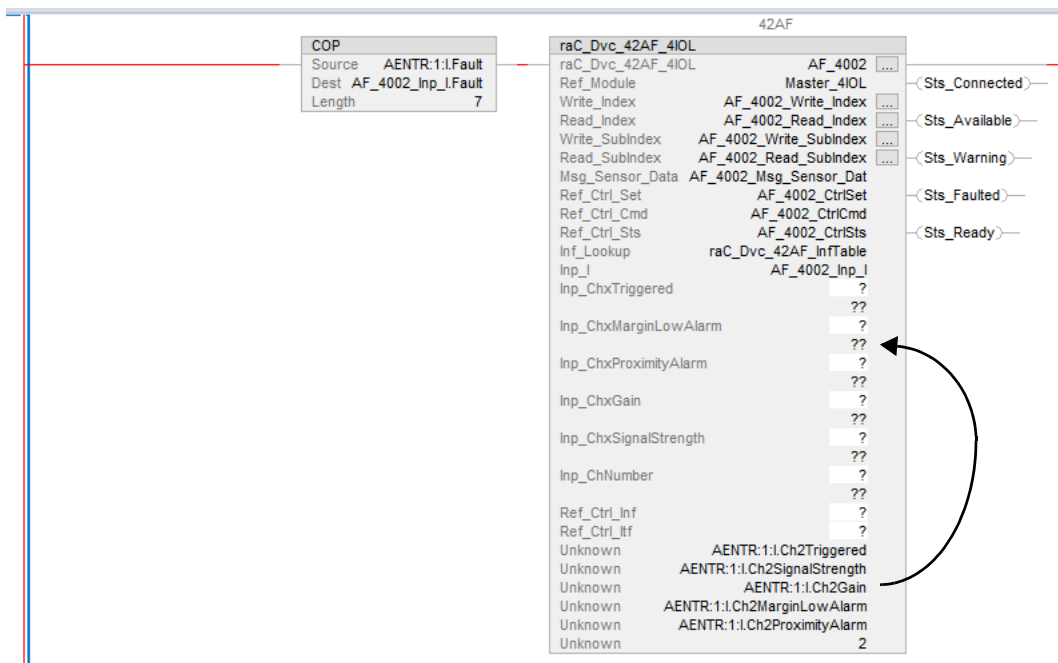 42AF
COP
Source AENTR:1:I.Fault
Dest AF_4002_Inp_I.Fault
Length 7
raC_Dvc_42AF_4IOL
raC_Dvc_42AF_4IOL AF_4002 ...
Ref_Module Master_4IOL
Write_Index AF_4002_Write_Index ...
Read_Index AF_4002_Read_Index ...
Write_SubIndex AF_4002_Write_SubIndex ...
Read_SubIndex AF_4002_Read_SubIndex ...
Msg_Sensor_Data AF_4002_Msg_Sensor_Dat
Ref_Ctrl_Set AF_4002_CtrlSet
Ref_Ctrl_Cmd AF_4002_CtrlCmd
Ref_Ctrl_Sts AF_4002_CtrlSts
Inf_Lookup raC_Dvc_42AF_InfTable
Inp_I AF_4002_Inp_I
Inp_ChxTriggered ?
??
Inp_ChxMarginLowAlarm ?
??
Inp_ChxProximityAlarm ?
??
Inp_ChxGain ?
??
Inp_ChxSignalStrength ?
??
Inp_ChNumber ?
??
Ref_Ctrl_Inf ?
Ref_Ctrl_Itf ?
Unknown AENTR:1:I.Ch2Triggered
Unknown AENTR:1:I.Ch2SignalStrength
Unknown AENTR:1:I.Ch2Gain
Unknown AENTR:1:I.Ch2MarginLowAlarm
Unknown AENTR:1:I.Ch2ProximityAlarm
Unknown 2
Sts_Connected
Sts_Available
Sts_Warning
Sts_Faulted
Sts_Ready